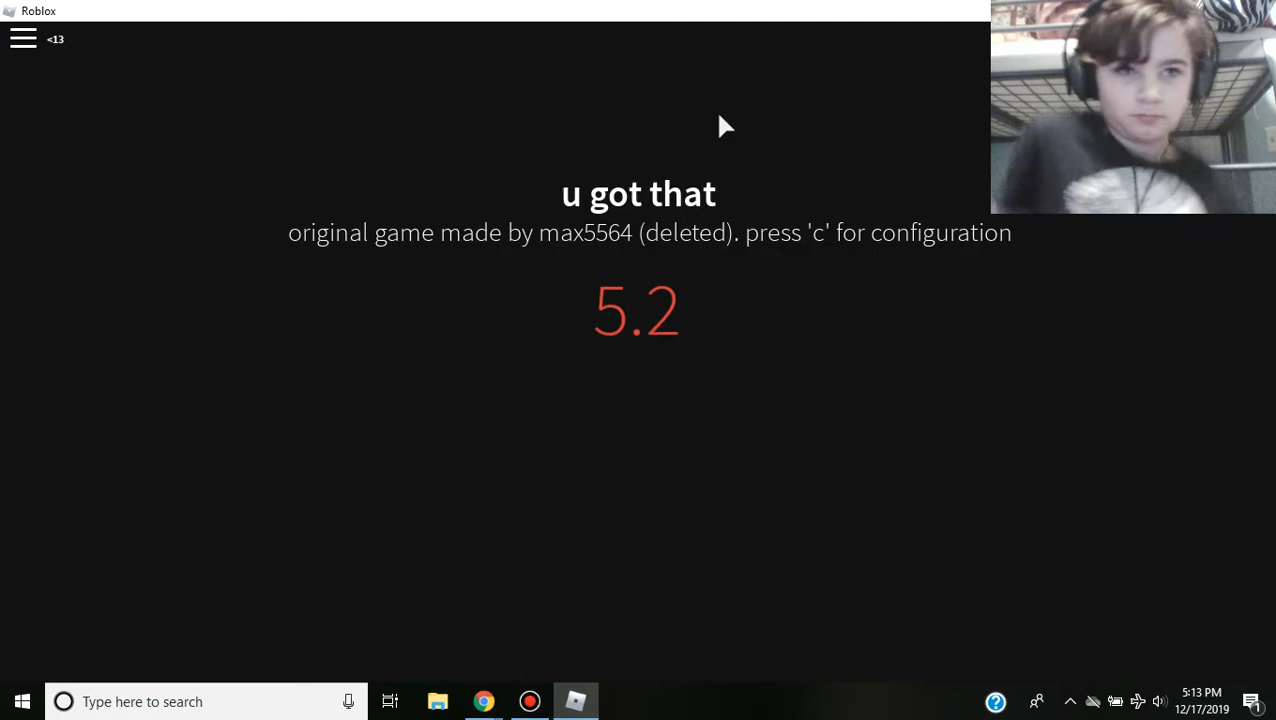 Roblox
<13
u got that
original game made by max5564 (deleted). press 'c' for configuration
5.2
Type here to search
5:13 PM
12/17/2019
1